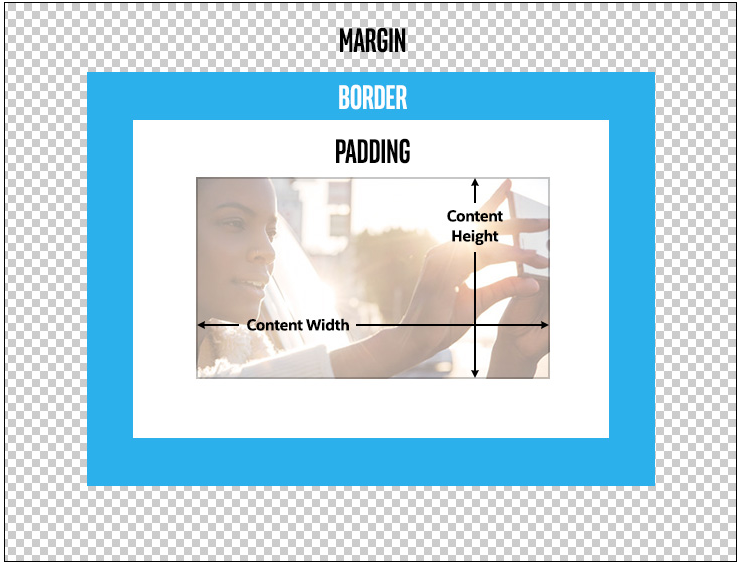 MARGIN
BORDER
PADDING
Content
Height
Content Width